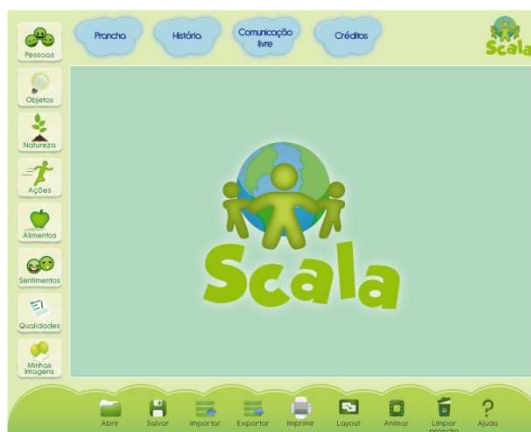 Prancha
História
Comunicação
livre
Créditos
Scala
Pessoas
Objetos
Natureza
Ações
Alimentos
Sentimentos
Qualidades
Minhas
Imagens
Scala
Abrir
Salvar
Importar
Exportar
Imprimir
Layout
Animar
Limpar
prancha
Ajuda